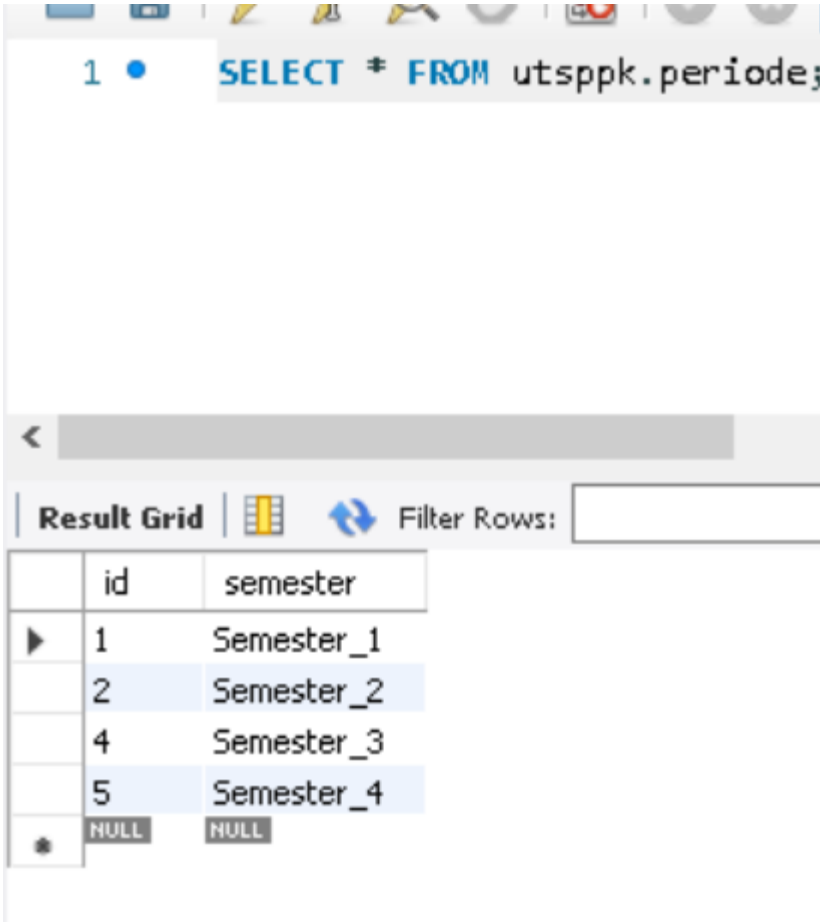 1 SELECT * FROM utsppk.periode;
Result Grid Filter Rows:
id semester
1 Semester_1
2 Semester_2
4 Semester_3
5 Semester_4
NULL NULL